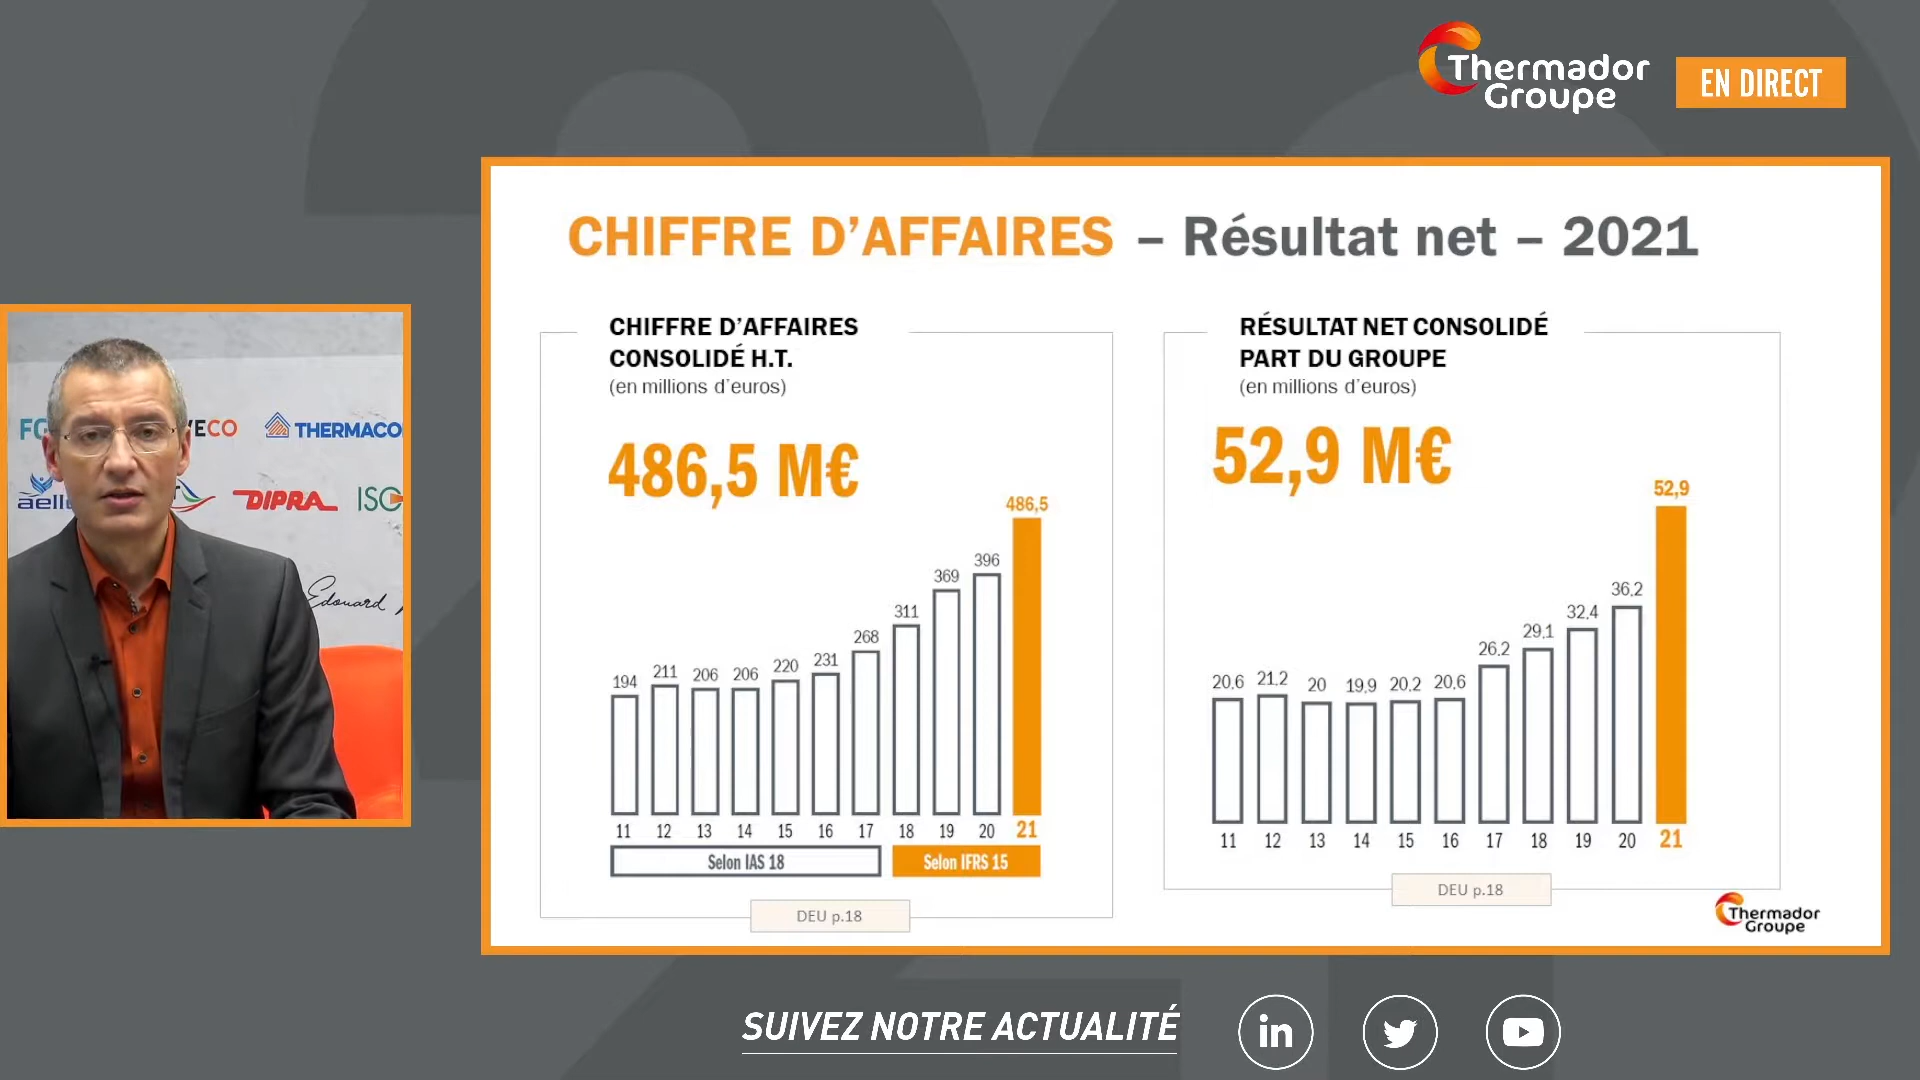 Thermador
Groupe
EN DIRECT
CHIFFRE D'AFFAIRES – Résultat net – 2021
CHIFFRE D'AFFAIRES
CONSOLIDÉ H.T.
(en millions d'euros)
486,5 M€
194 211 206 206 220 231 268 311 369 396 486,5
11 12 13 14 15 16 17 18 19 20 21
Selon IAS 18 Selon IFRS 15
DEU p.18
RÉSULTAT NET CONSOLIDÉ
PART DU GROUPE
(en millions d'euros)
52,9 M€
20,6 21,2 20 19,9 20,2 20,6 26,2 29,1 32,4 36,2 52,9
11 12 13 14 15 16 17 18 19 20 21
DEU p.18
Thermador
Groupe
THERMACO
DIPRA
Edouard
SUIVEZ NOTRE ACTUALITÉ
in